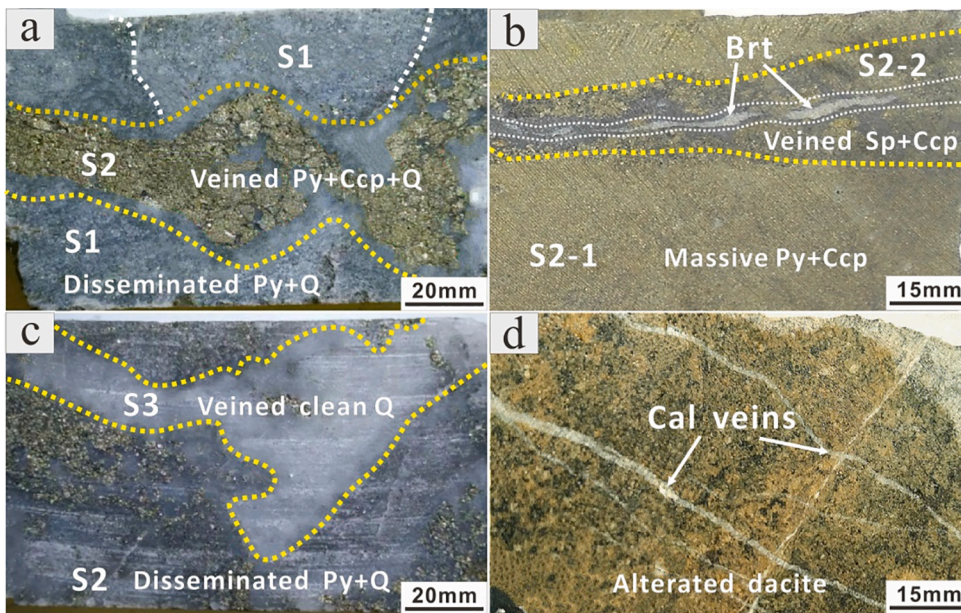 a
S1
S2
Veined Py+Ccp+Q
S1
Disseminated Py+Q
20mm
b
Brt
S2-2
Veined Sp+Ccp
S2-1
Massive Py+Ccp
15mm
c
S3
Veined clean Q
S2
Disseminated Py+Q
20mm
d
Cal veins
Alterated dacite
15mm